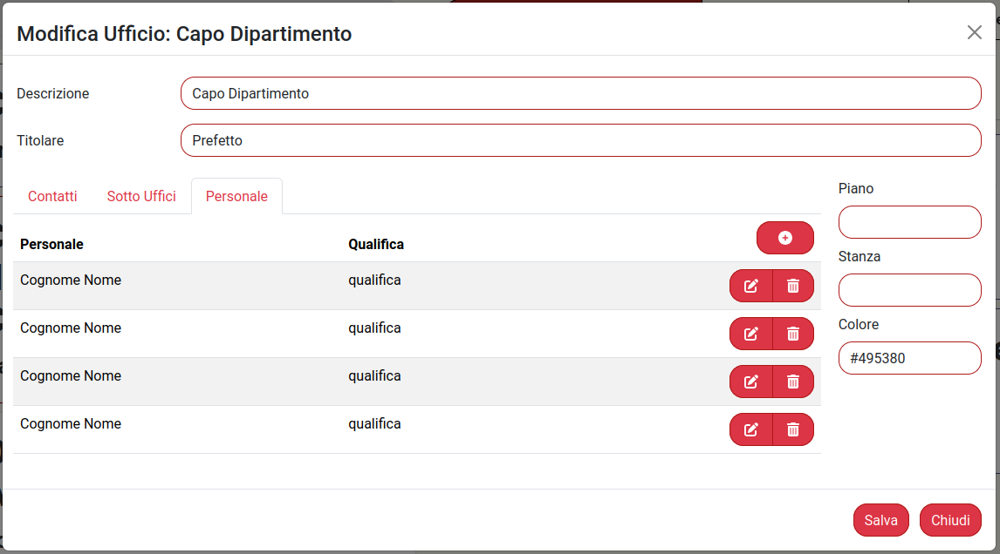 Modifica Ufficio: Capo Dipartimento
Descrizione
Capo Dipartimento
Titolare
Prefetto
Contatti Sotto Uffici Personale
Personale Qualifica
Cognome Nome qualifica
Cognome Nome qualifica
Cognome Nome qualifica
Cognome Nome qualifica
Piano
Stanza
Colore
#495380
Salva Chiudi